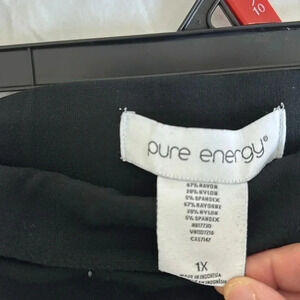 10
pure energy®
67% RAYON
28% NYLON
5% SPANDEX
67% RAYONNE
28% NYLON
5% SPANDEX
1X
MADE IN INDONESIA